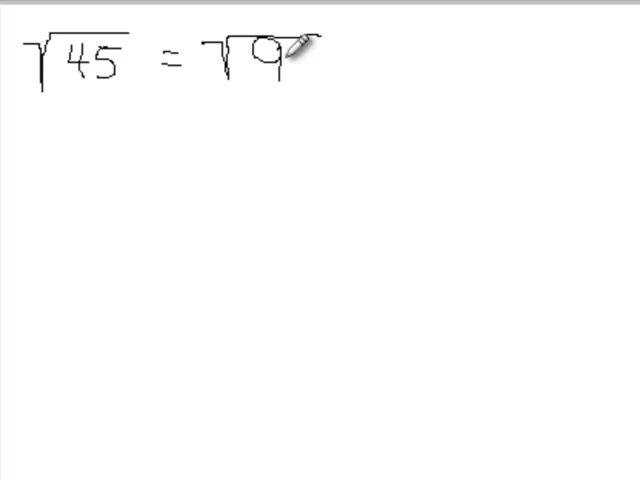 √45 = √9